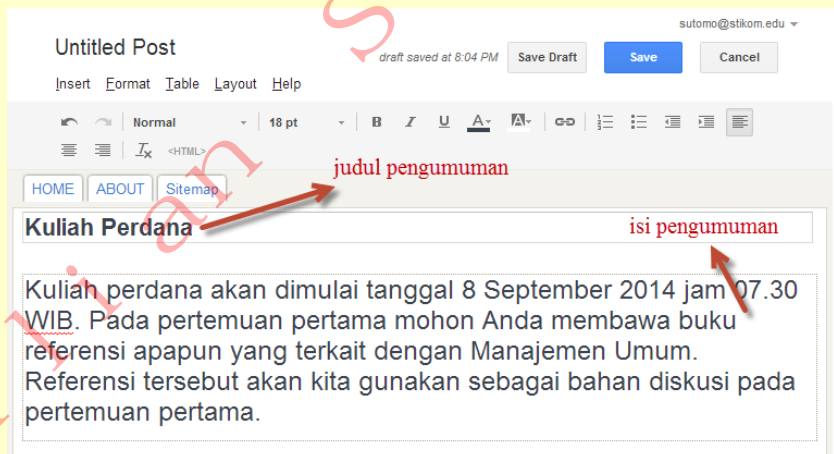 sutomo@stikom.edu
Untitled Post
draft saved at 8:04 PM Save Draft Save Cancel
Insert Format Table Layout Help
Normal 18 pt B I U A A
Tx <HTML>
judul pengumuman
HOME ABOUT Sitemap
Kuliah Perdana
isi pengumuman
Kuliah perdana akan dimulai tanggal 8 September 2014 jam 07.30
WIB. Pada pertemuan pertama mohon Anda membawa buku
referensi apapun yang terkait dengan Manajemen Umum.
Referensi tersebut akan kita gunakan sebagai bahan diskusi pada
pertemuan pertama.